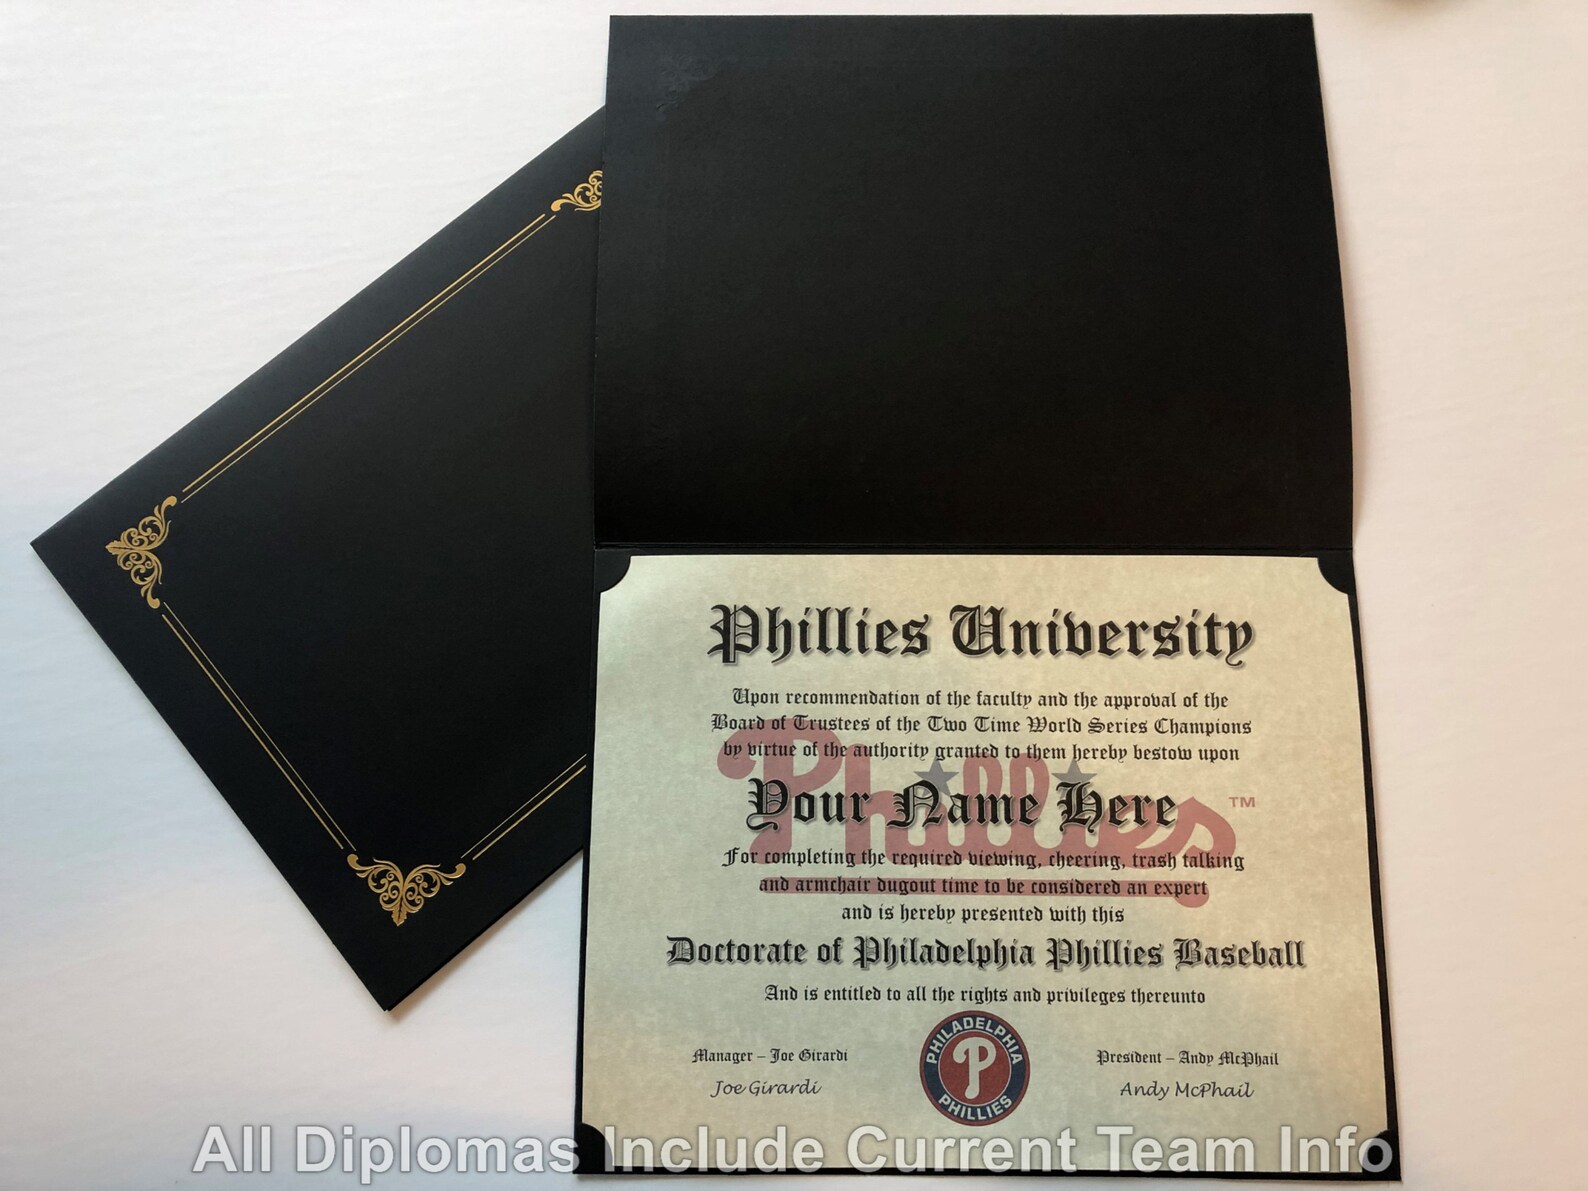 Phillies University
Upon recommendation of the faculty and the approval of the
Board of Trustees of the Two Time World Series Champions
by virtue of the authority granted to them hereby bestow upon
Phillies TM
Your Name Here
For completing the required viewing, cheering, trash talking
and armchair dugout time to be considered an expert
and is hereby presented with this
Doctorate of Philadelphia Phillies Baseball
And is entitled to all the rights and privileges thereunto
Manager – Joe Girardi
Joe Girardi
PHILADELPHIA
P
PHILLIES
President – Andy McPhail
Andy McPhail
All Diplomas Include Current Team Info